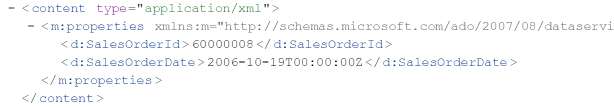 - <content type="application/xml">
- <m:properties xmlns:m="http://schemas.microsoft.com/ado/2007/08/dataservi
<d:SalesOrderId>60000008</d:SalesOrderId>
<d:SalesOrderDate>2006-10-19T00:00:00Z</d:SalesOrderDate>
</m:properties>
</content>